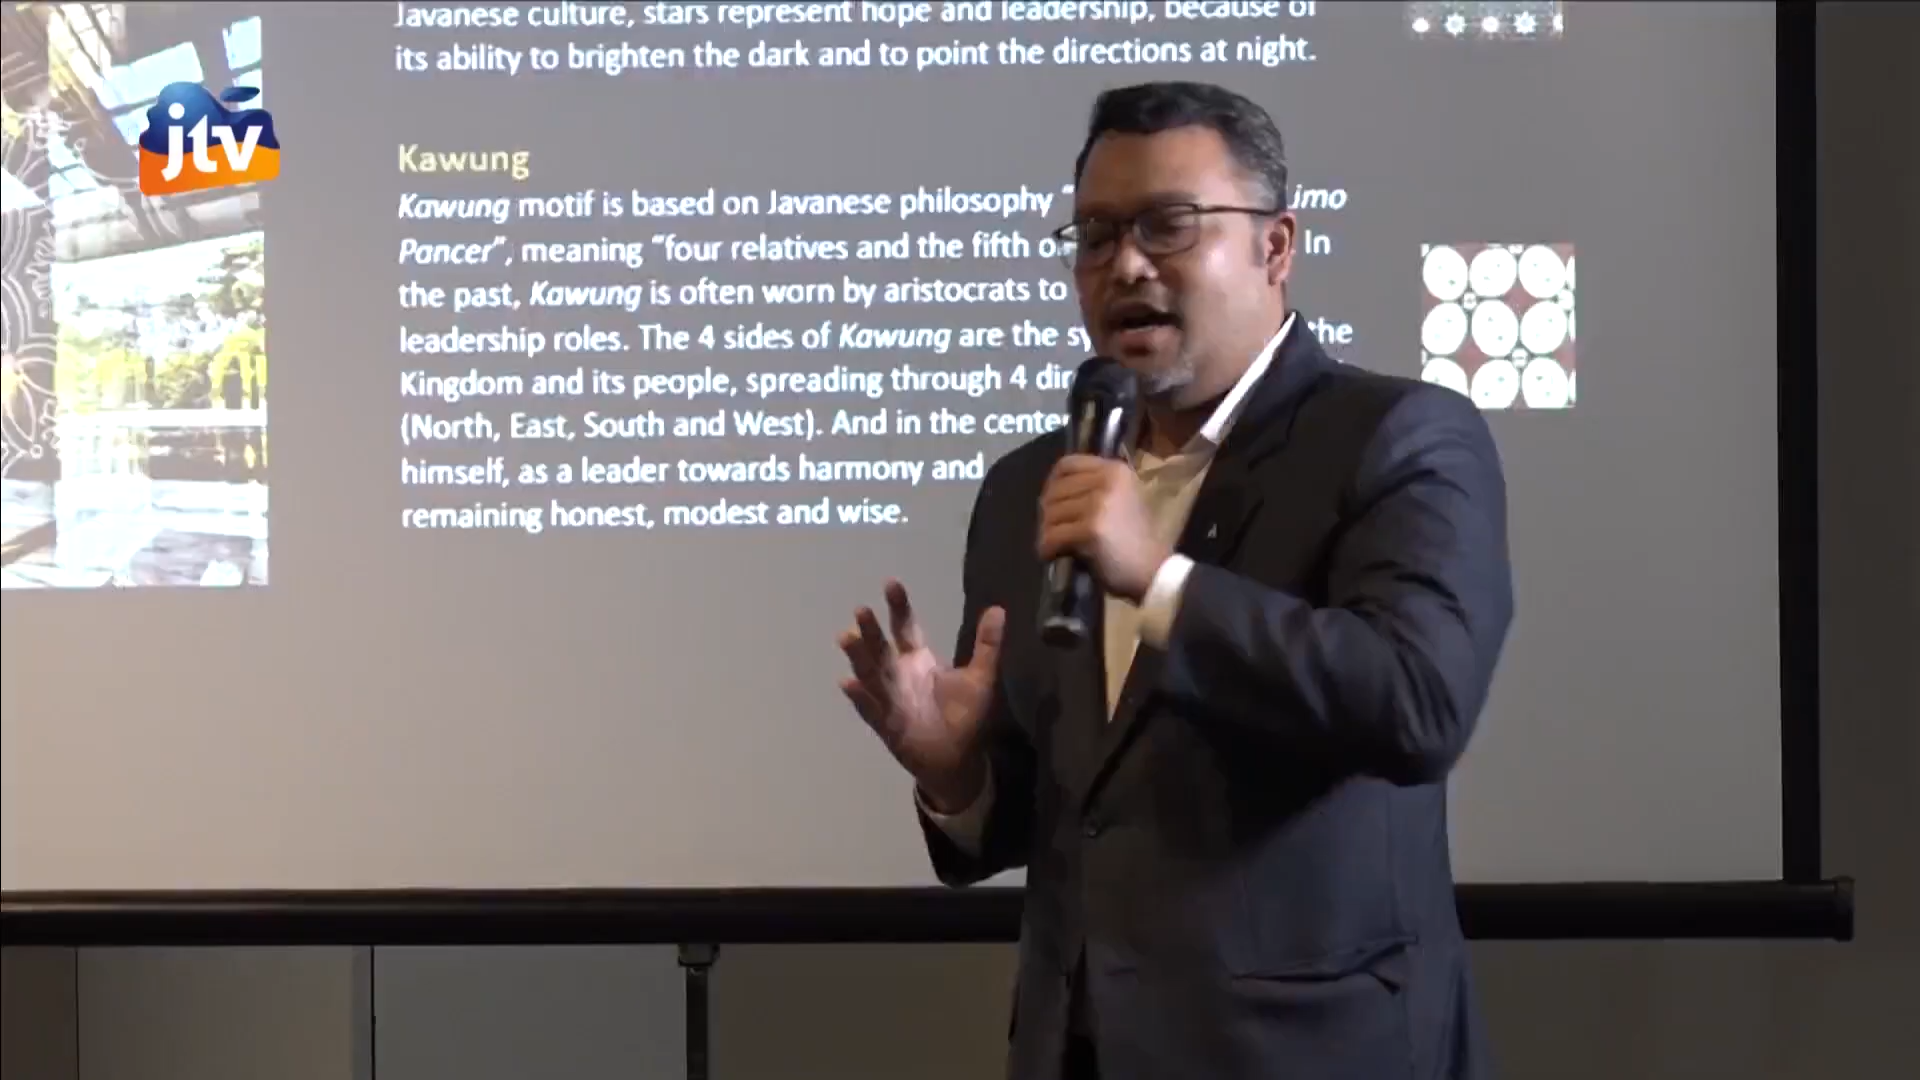 Javanese culture, stars represent hope and leadership, because of
its ability to brighten the dark and to point the directions at night.
jtv
Kawung
Kawung motif is based on Javanese philosophy “ Limo
Pancer”, meaning “four relatives and the fifth In
the past, Kawung is often worn by aristocrats to
leadership roles. The 4 sides of Kawung are the the
Kingdom and its people, spreading through 4
(North, East, South and West). And in the center
himself, as a leader towards harmony and
remaining honest, modest and wise.